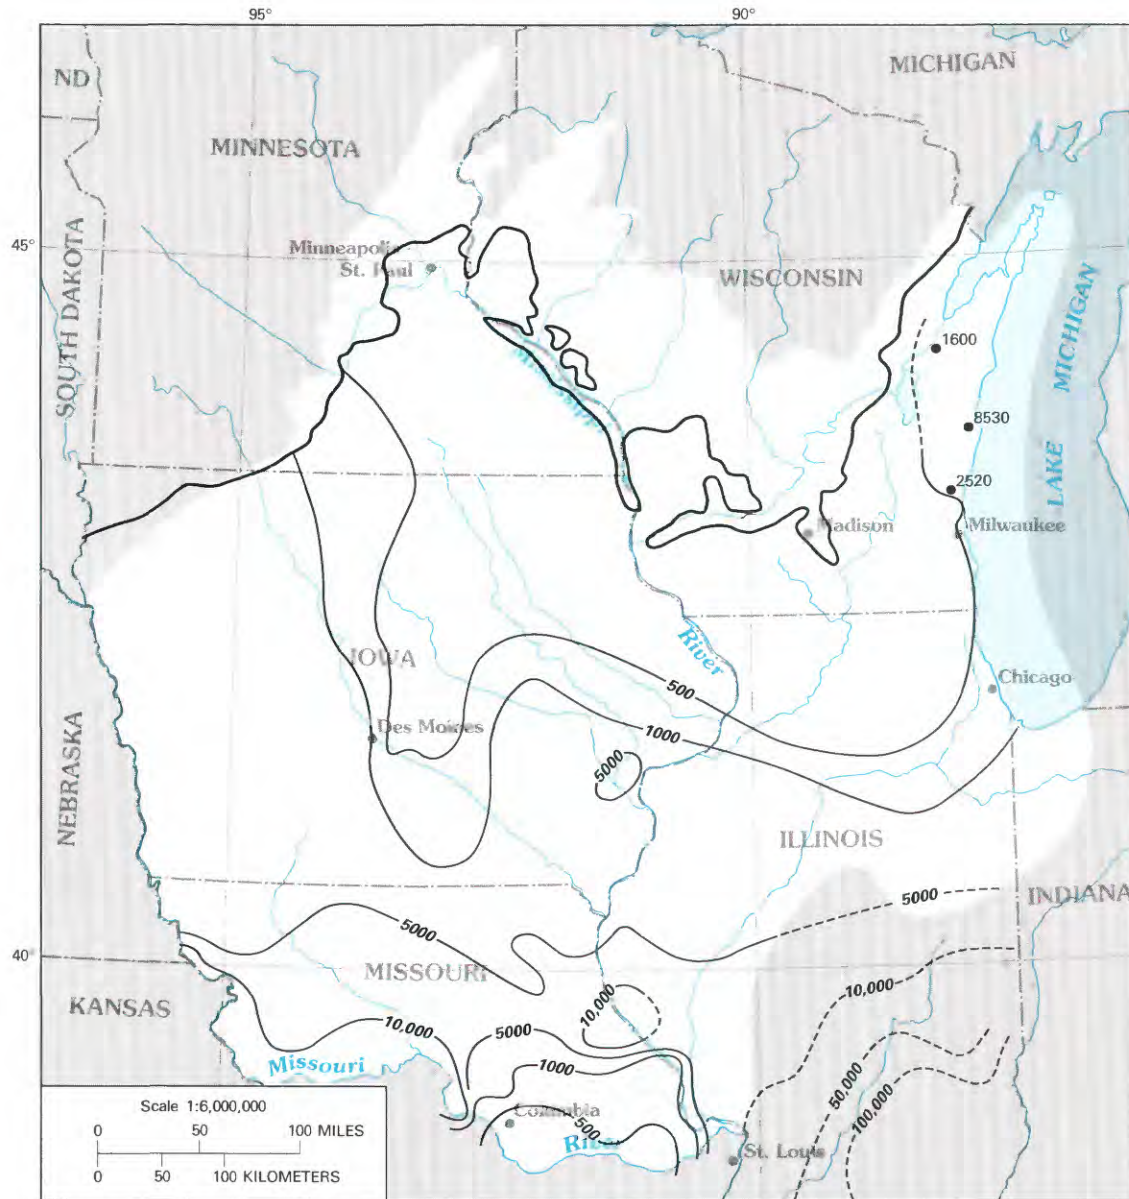 95°
90°
ND
MICHIGAN
MINNESOTA
45°
Minneapolis
St. Paul
WISCONSIN
SOUTH DAKOTA
LAKE MICHIGAN
1600
8530
2520
Madison
Milwaukee
IOWA
River
500
Chicago
1000
Des Moines
5000
NEBRASKA
ILLINOIS
INDIANA
5000
5000
40°
MISSOURI
KANSAS
10,000
10,000
10,000
5000
1000
Missouri
50,000
100,000
Columbia
500
River
St. Louis
Scale 1:6,000,000
0 50 100 MILES
0 50 100 KILOMETERS